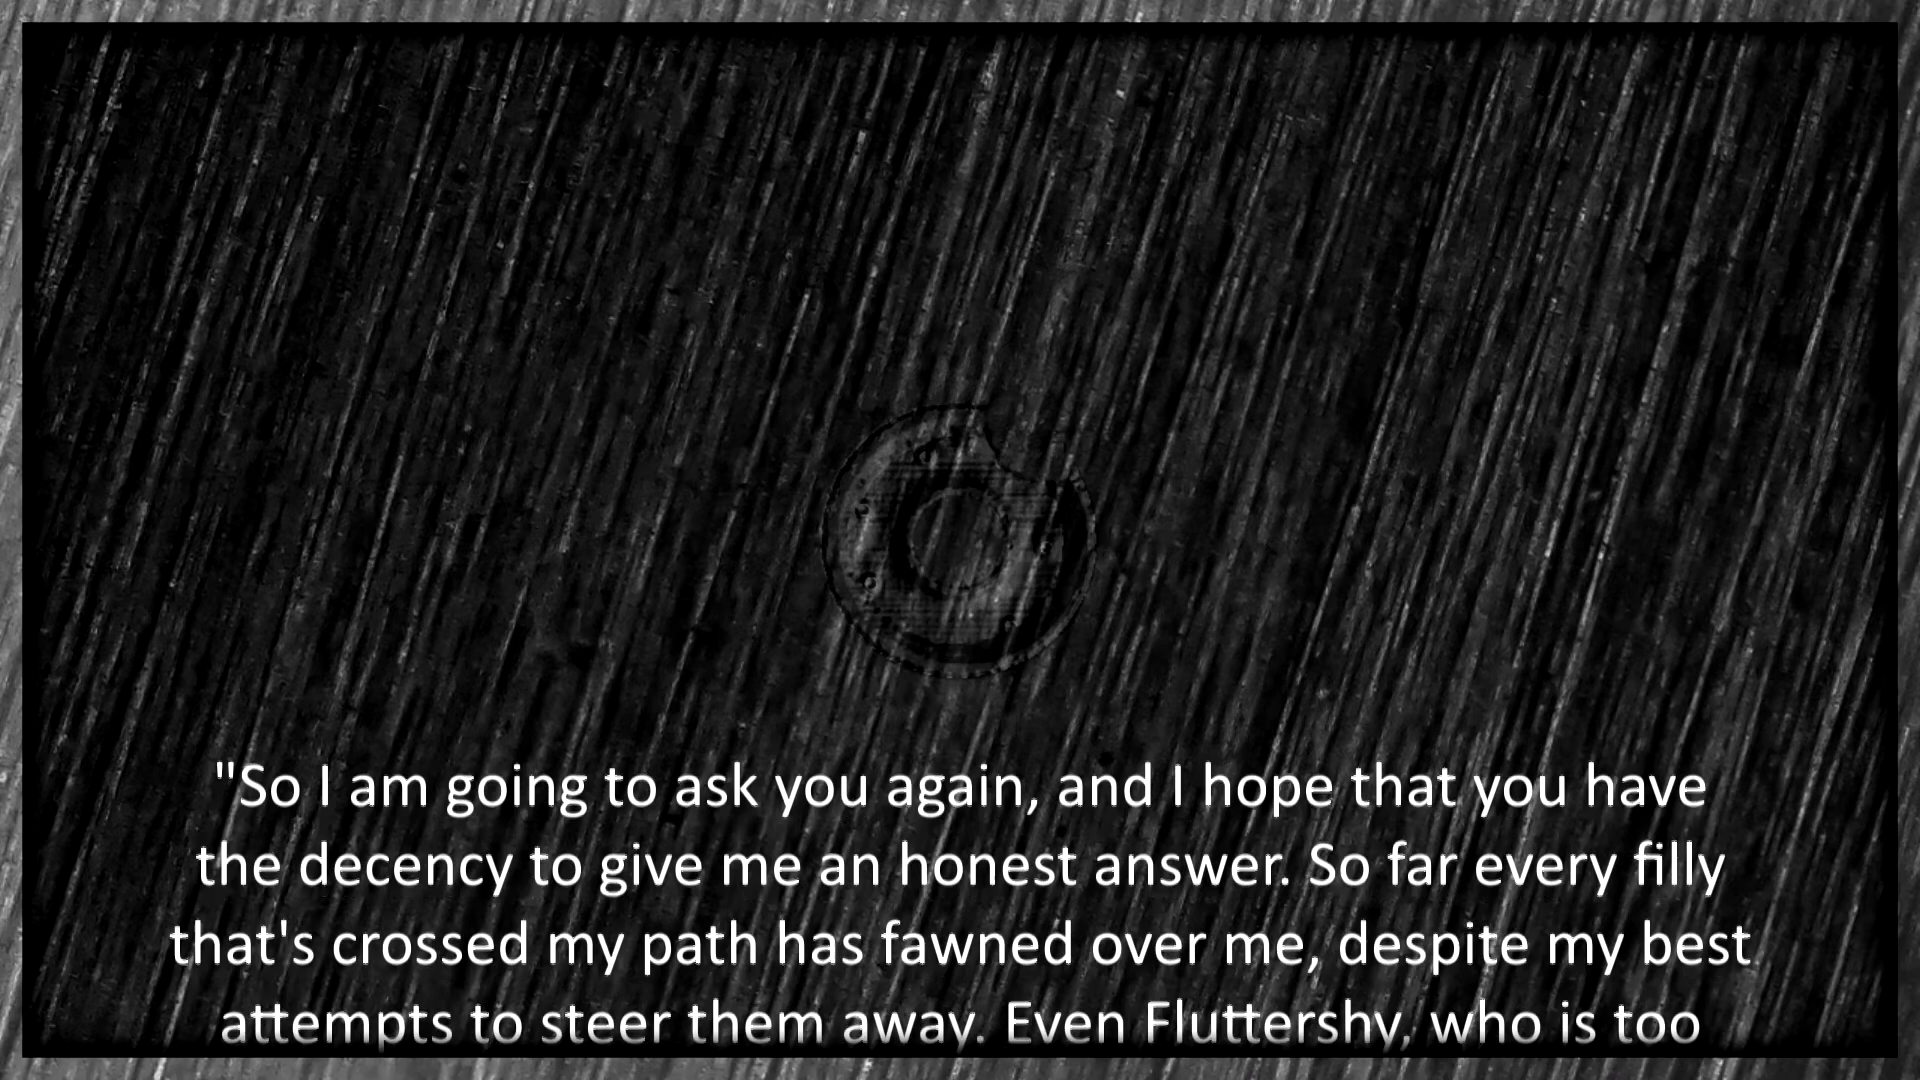 "So I am going to ask you again, and I hope that you have
the decency to give me an honest answer. So far every filly
that's crossed my path has fawned over me, despite my best
attempts to steer them away. Even Fluttershy, who is too